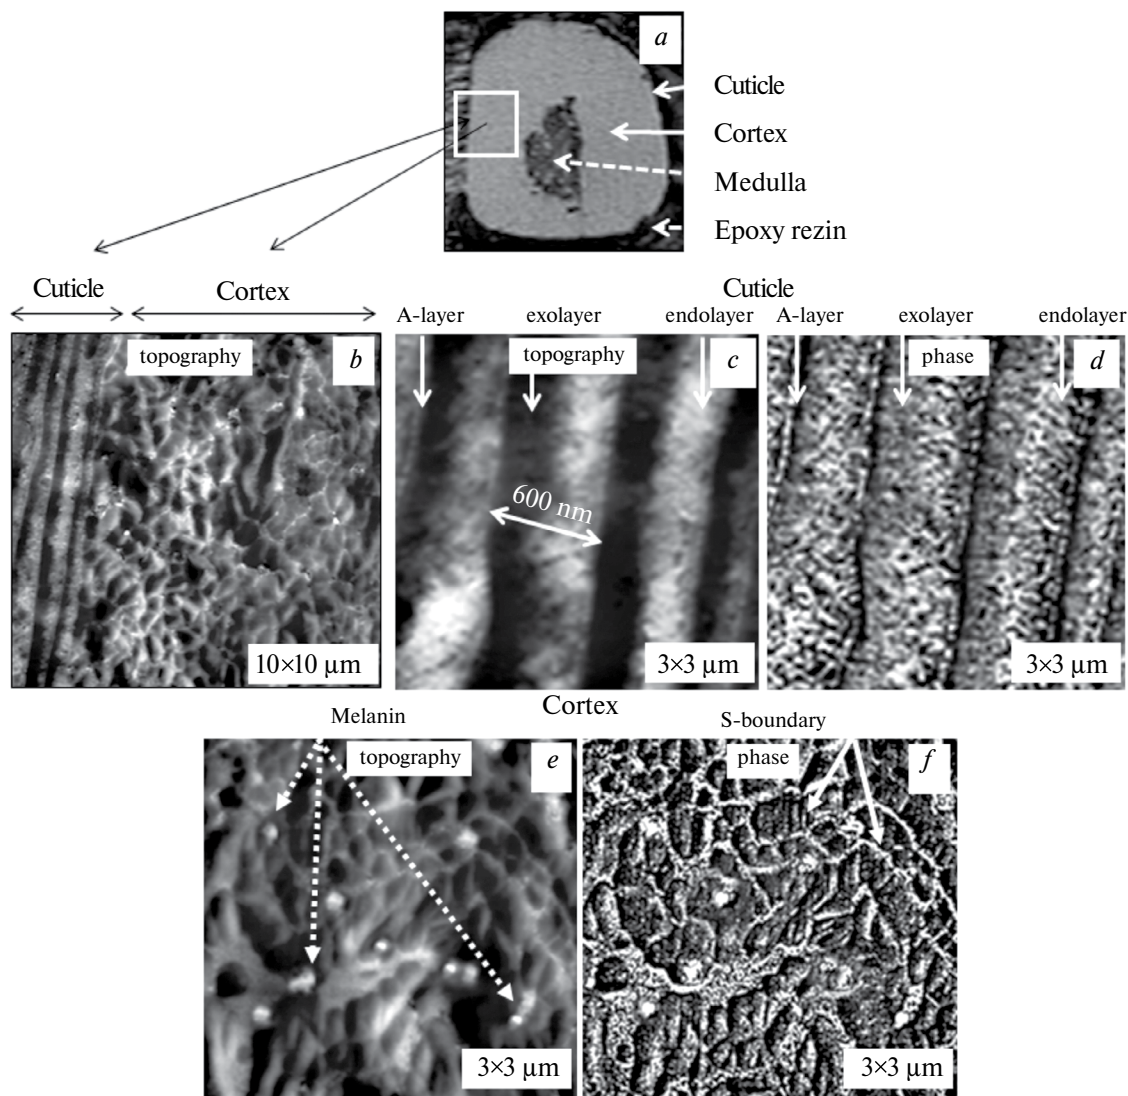 a
Cuticle
Cortex
Medulla
Epoxy rezin
Cuticle
Cortex
Cuticle
A-layer
exolayer
endolayer
A-layer
exolayer
endolayer
topography
b
topography
c
phase
d
600 nm
10×10 µm
3×3 µm
3×3 µm
Cortex
Melanin
S-boundary
topography
e
phase
f
3×3 µm
3×3 µm